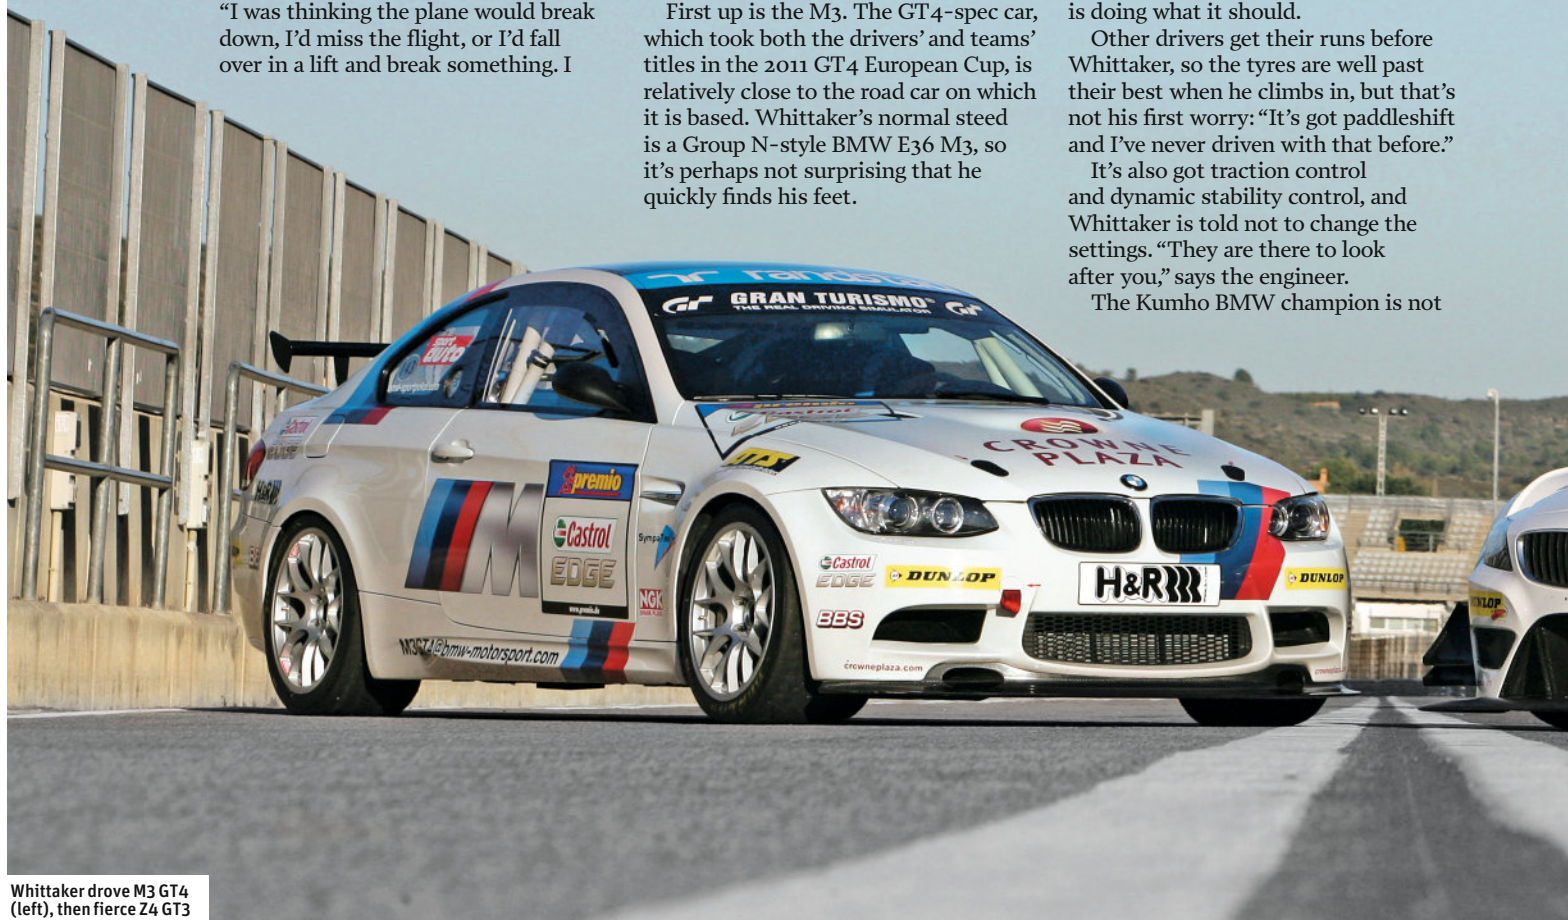 “I was thinking the plane would break
down, I’d miss the flight, or I’d fall
over in a lift and break something. I
First up is the M3. The GT4-spec car,
which took both the drivers’ and teams’
titles in the 2011 GT4 European Cup, is
relatively close to the road car on which
it is based. Whittaker’s normal steed
is a Group N-style BMW E36 M3, so
it’s perhaps not surprising that he
quickly finds his feet.
is doing what it should.
Other drivers get their runs before
Whittaker, so the tyres are well past
their best when he climbs in, but that’s
not his first worry: “It’s got paddleshift
and I’ve never driven with that before.”
It’s also got traction control
and dynamic stability control, and
Whittaker is told not to change the
settings. “They are there to look
after you,” says the engineer.
The Kumho BMW champion is not
GRAN TURISMO
THE REAL DRIVING SIMULATOR
auto
Castrol
DTS
CROWNE
PLAZA
H&R
M
premio
Castrol
EDGE
www.premio.de
NGK
Castrol
EDGE
DUNLOP
BBS
H&R
DUNLOP
DUNLOP
M3GT4@bmw-motorsport.com
crowneplaza.com
crowneplaza.com
Whittaker drove M3 GT4
(left), then fierce Z4 GT3